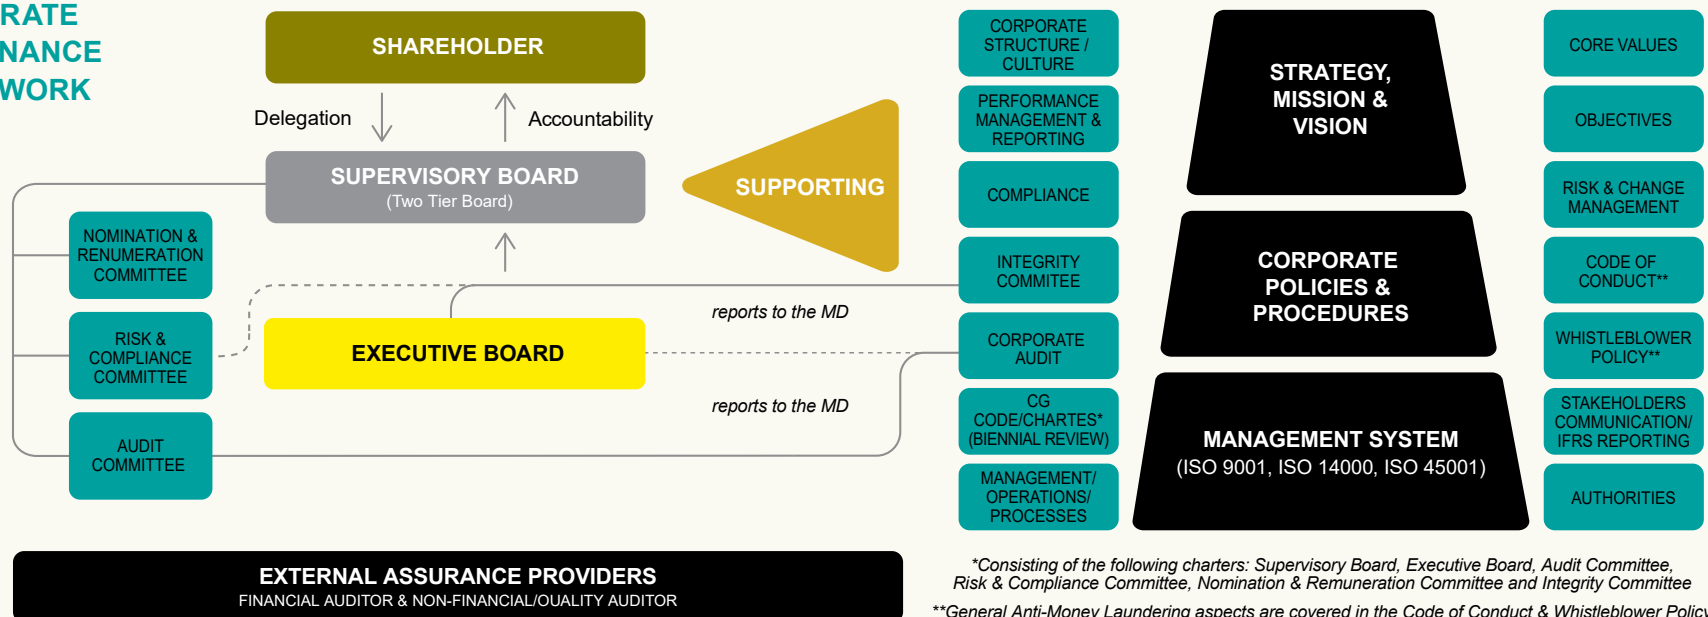 RATE
NANCE
WORK
SHAREHOLDER
Delegation
Accountability
SUPERVISORY BOARD
(Two Tier Board)
NOMINATION &
RENUMERATION
COMMITTEE
RISK &
COMPLIANCE
COMMITTEE
AUDIT
COMMITTEE
EXECUTIVE BOARD
SUPPORTING
reports to the MD
reports to the MD
CORPORATE
STRUCTURE /
CULTURE
PERFORMANCE
MANAGEMENT &
REPORTING
COMPLIANCE
INTEGRITY
COMMITEE
CORPORATE
AUDIT
CG
CODE/CHARTES*
(BIENNIAL REVIEW)
MANAGEMENT/
OPERATIONS/
PROCESSES
STRATEGY,
MISSION &
VISION
CORPORATE
POLICIES &
PROCEDURES
MANAGEMENT SYSTEM
(ISO 9001, ISO 14000, ISO 45001)
CORE VALUES
OBJECTIVES
RISK & CHANGE
MANAGEMENT
CODE OF
CONDUCT**
WHISTLEBLOWER
POLICY**
STAKEHOLDERS
COMMUNICATION/
IFRS REPORTING
AUTHORITIES
EXTERNAL ASSURANCE PROVIDERS
FINANCIAL AUDITOR & NON-FINANCIAL/QUALITY AUDITOR
*Consisting of the following charters: Supervisory Board, Executive Board, Audit Committee,
Risk & Compliance Committee, Nomination & Remuneration Committee and Integrity Committee
**General Anti-Money Laundering aspects are covered in the Code of Conduct & Whistleblower Policy